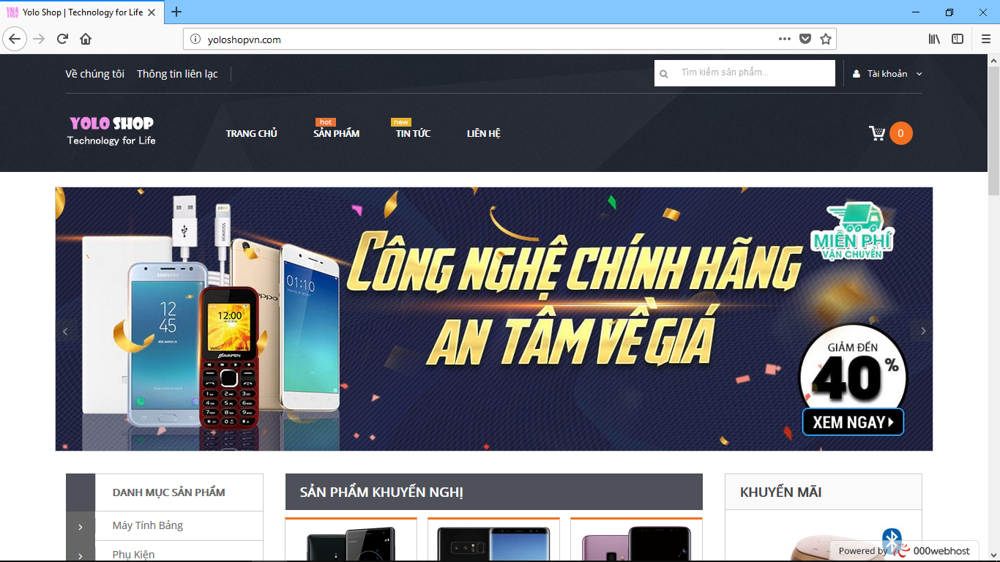 Yolo Shop | Technology for Life
yoloshopvn.com
Về chúng tôi
Thông tin liên lạc
Tìm kiếm sản phẩm...
Tài khoản
YOLO SHOP
Technology for Life
TRANG CHỦ
hot
SẢN PHẨM
new
TIN TỨC
LIÊN HỆ
0
CÔNG NGHỆ CHÍNH HÃNG
AN TÂM VỀ GIÁ
MIỄN PHÍ
VẬN CHUYỂN
GIẢM ĐẾN
40%
XEM NGAY
ROMOSS
SAMSUNG
12
45
oppo
01:10
12:00
DANH MỤC SẢN PHẨM
Máy Tính Bảng
Phụ Kiện
SẢN PHẨM KHUYẾN NGHỊ
KHUYẾN MÃI
Powered by
000webhost